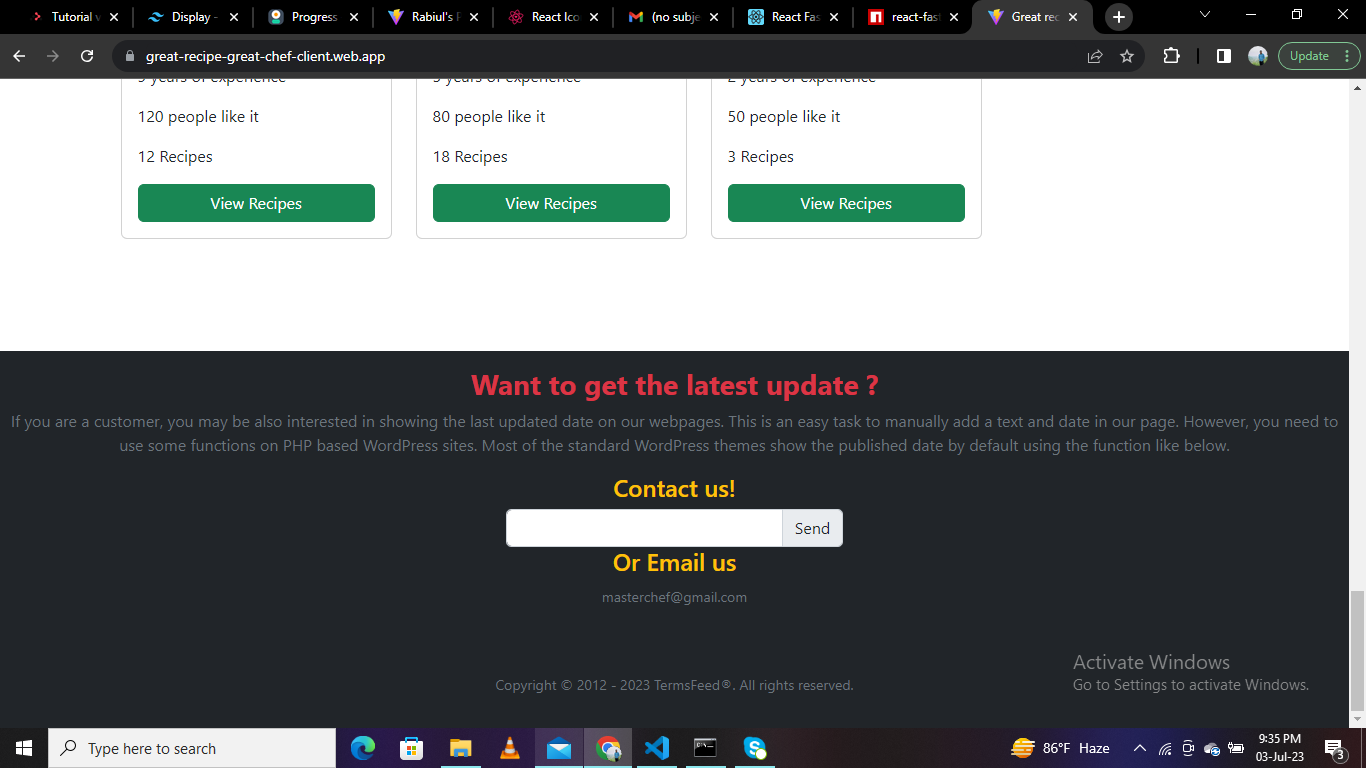 Tutorial v
Display -
Progress
Rabiul's P
React Ico
(no subje
React Fas
react-fast
Great rec
great-recipe-great-chef-client.web.app
Update
5 years of experience
5 years of experience
2 years of experience
120 people like it
80 people like it
50 people like it
12 Recipes
18 Recipes
3 Recipes
View Recipes
View Recipes
View Recipes
Want to get the latest update ?
If you are a customer, you may be also interested in showing the last updated date on our webpages. This is an easy task to manually add a text and date in our page. However, you need to
use some functions on PHP based WordPress sites. Most of the standard WordPress themes show the published date by default using the function like below.
Contact us!
Send
Or Email us
masterchef@gmail.com
Activate Windows
Go to Settings to activate Windows.
Copyright © 2012 - 2023 TermsFeed®. All rights reserved.
Type here to search
86°F Haze
9:35 PM
03-Jul-23
3